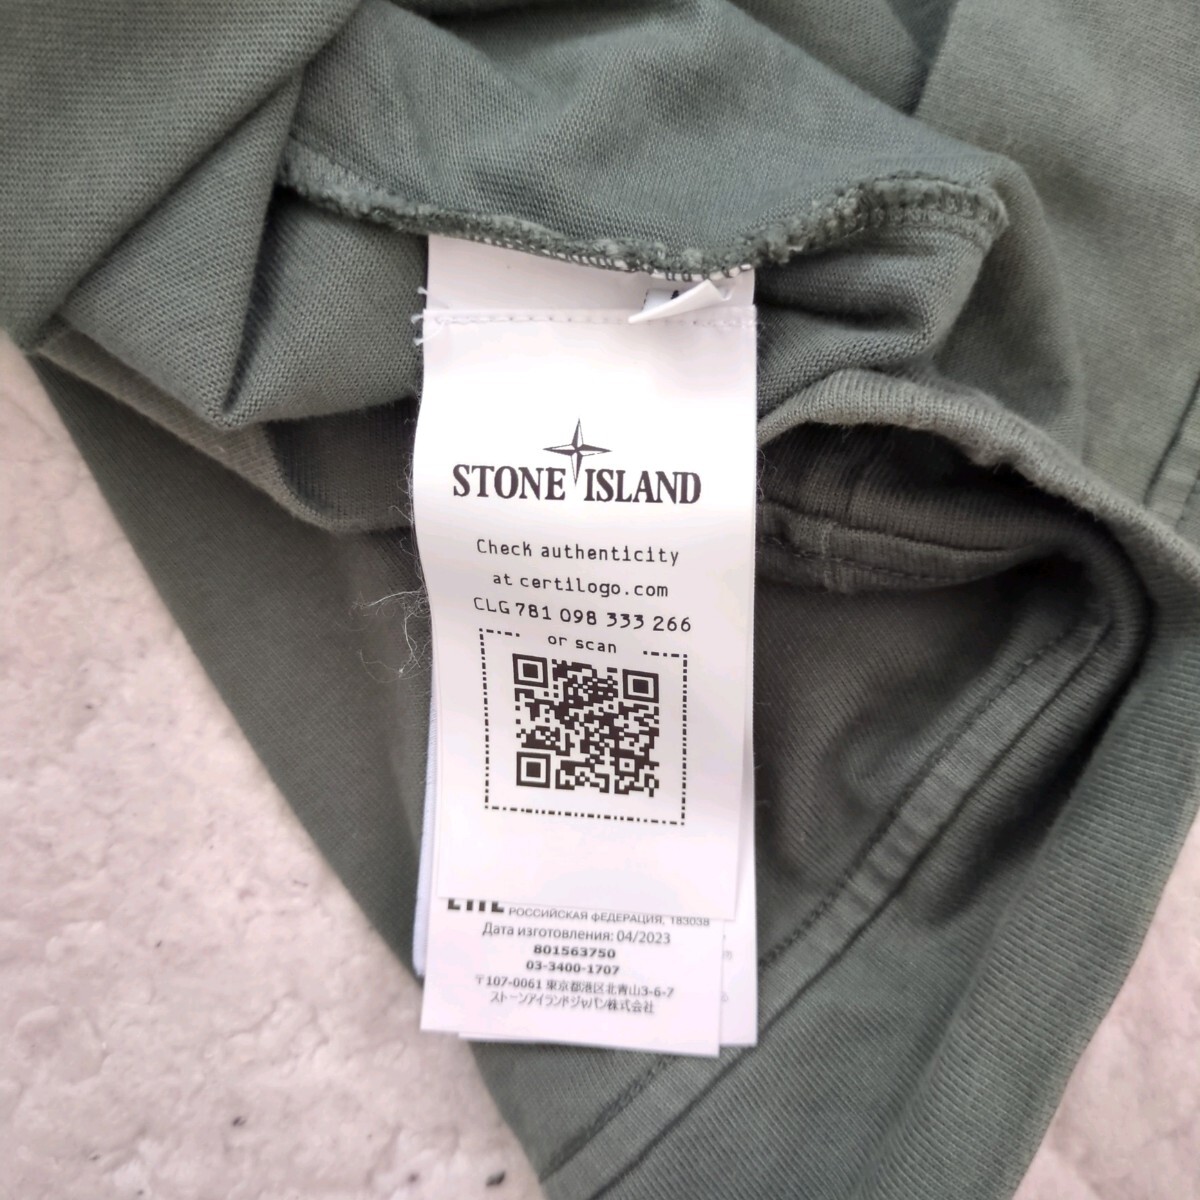 STONE ISLAND
Check authenticity
at certilogo.com
CLG 781 098 333 266
or scan
РОССИЙСКАЯ ФЕДЕРАЦИЯ, 183038
Дата изготовления: 04/2023
801563750
03-3400-1707
〒107-0061 東京都港区北青山3-6-7
ストーンアイランドジャパン株式会社